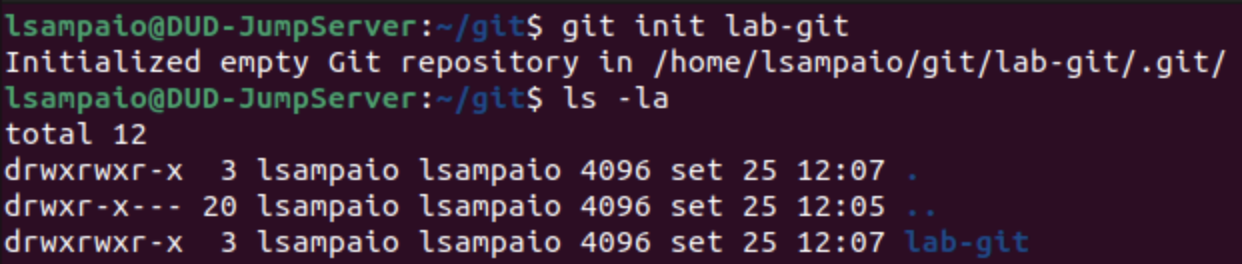 lsampaio@DUD-JumpServer:~/git$ git init lab-git
Initialized empty Git repository in /home/lsampaio/git/lab-git/.git/
lsampaio@DUD-JumpServer:~/git$ ls -la
total 12
drwxrwxr-x  3 lsampaio lsampaio 4096 set 25 12:07 .
drwxr-x--- 20 lsampaio lsampaio 4096 set 25 12:05 ..
drwxrwxr-x  3 lsampaio lsampaio 4096 set 25 12:07 lab-git